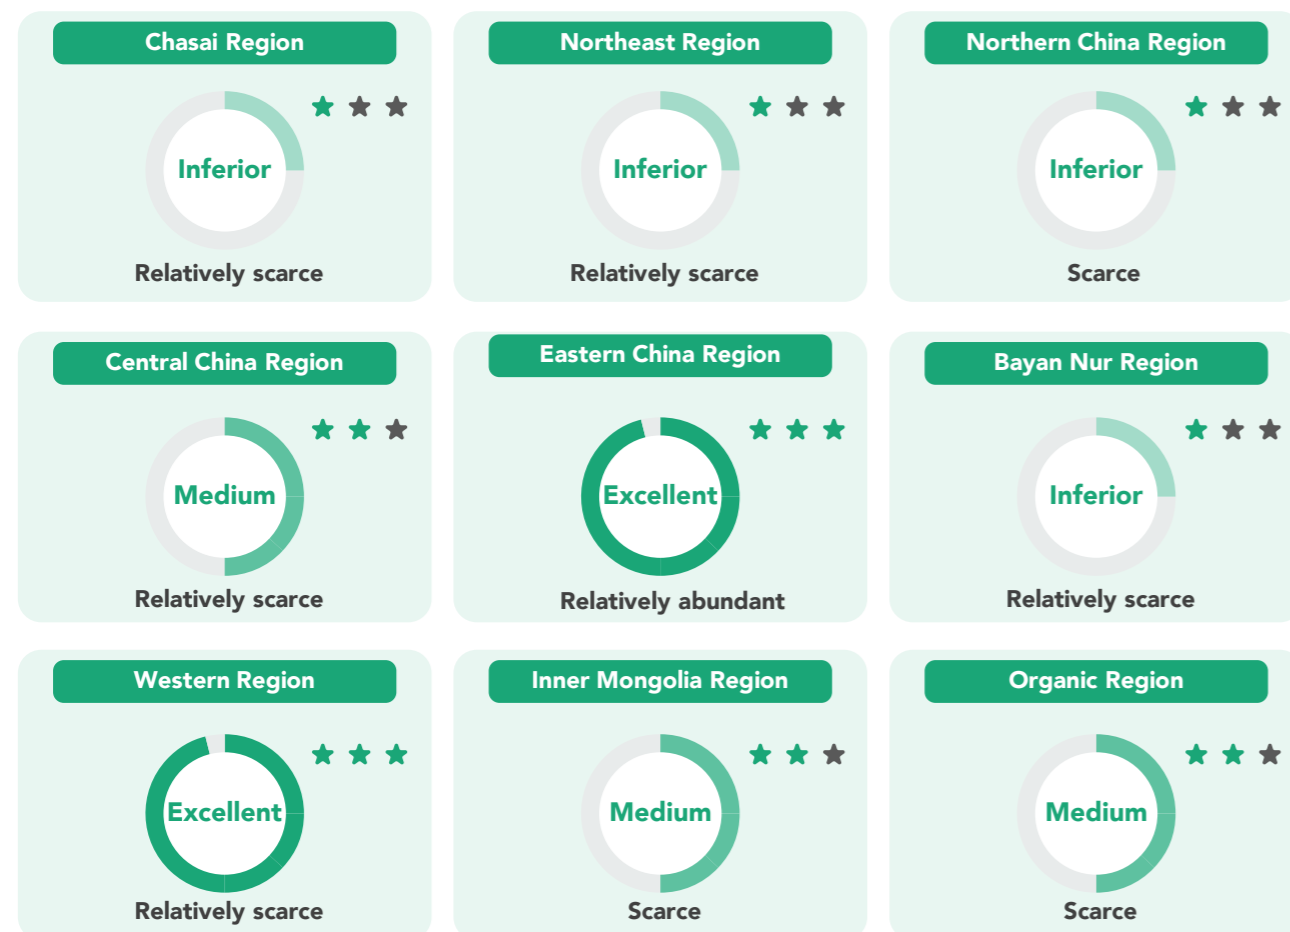 Chasai Region
Inferior
Relatively scarce
Northeast Region
Inferior
Relatively scarce
Northern China Region
Inferior
Scarce
Central China Region
Medium
Relatively scarce
Eastern China Region
Excellent
Relatively abundant
Bayan Nur Region
Inferior
Relatively scarce
Western Region
Excellent
Relatively scarce
Inner Mongolia Region
Medium
Scarce
Organic Region
Medium
Scarce